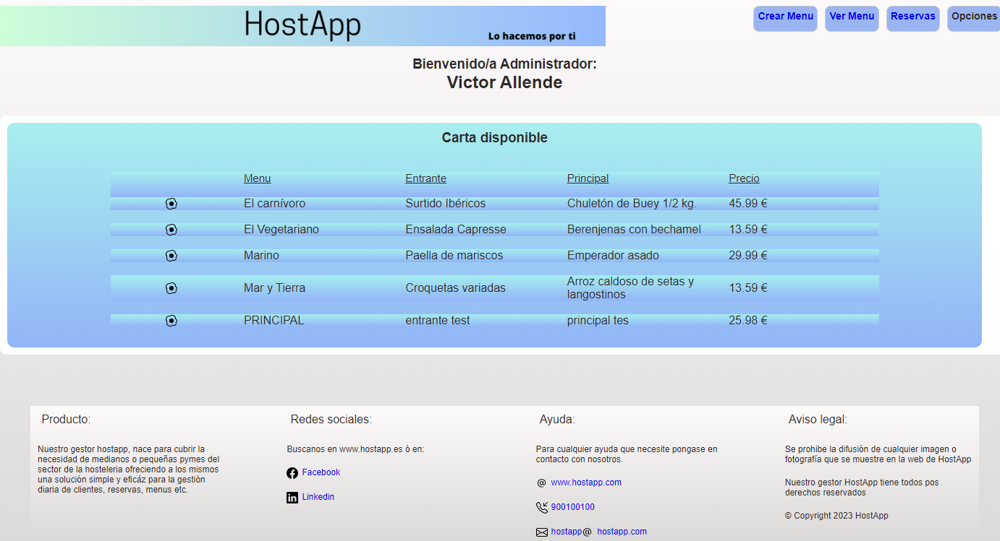 HostApp
Lo hacemos por ti
Crear Menu Ver Menu Reservas Opciones
Bienvenido/a Administrador:
Victor Allende
Carta disponible
Menu Entrante Principal Precio
El carnívoro Surtido Ibéricos Chuletón de Buey 1/2 kg. 45.99 €
El Vegetariano Ensalada Capresse Berenjenas con bechamel 13.59 €
Marino Paella de mariscos Emperador asado 29.99 €
Mar y Tierra Croquetas variadas Arroz caldoso de setas y
langostinos 13.59 €
PRINCIPAL entrante test principal tes 25.98 €
Producto:
Nuestro gestor hostapp, nace para cubrir la
necesidad de medianos o pequeñas pymes del
sector de la hosteleria ofreciendo a los mismos
una solución simple y eficáz para la gestión
diaria de clientes, reservas, menus etc.
Redes sociales:
Buscanos en www.hostapp.es ó en:
Facebook
Linkedin
Ayuda:
Para cualquier ayuda que necesite pongase en
contacto con nosotros.
@ www.hostapp.com
900100100
hostapp@ hostapp.com
Aviso legal:
Se prohibe la difusión de cualquier imagen o
fotografía que se muestre en la web de HostApp
Nuestro gestor HostApp tiene todos pos
derechos reservados
© Copyright 2023 HostApp